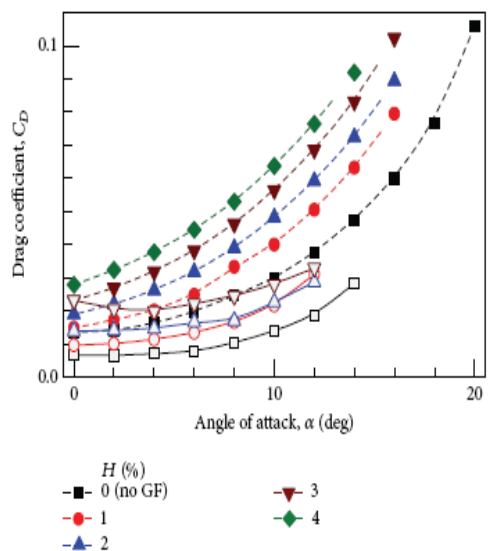 0.1
Drag coefficient, C_D
0.0
0 10 20
Angle of attack, α (deg)
H (%)
0 (no GF) 3
1 4
2